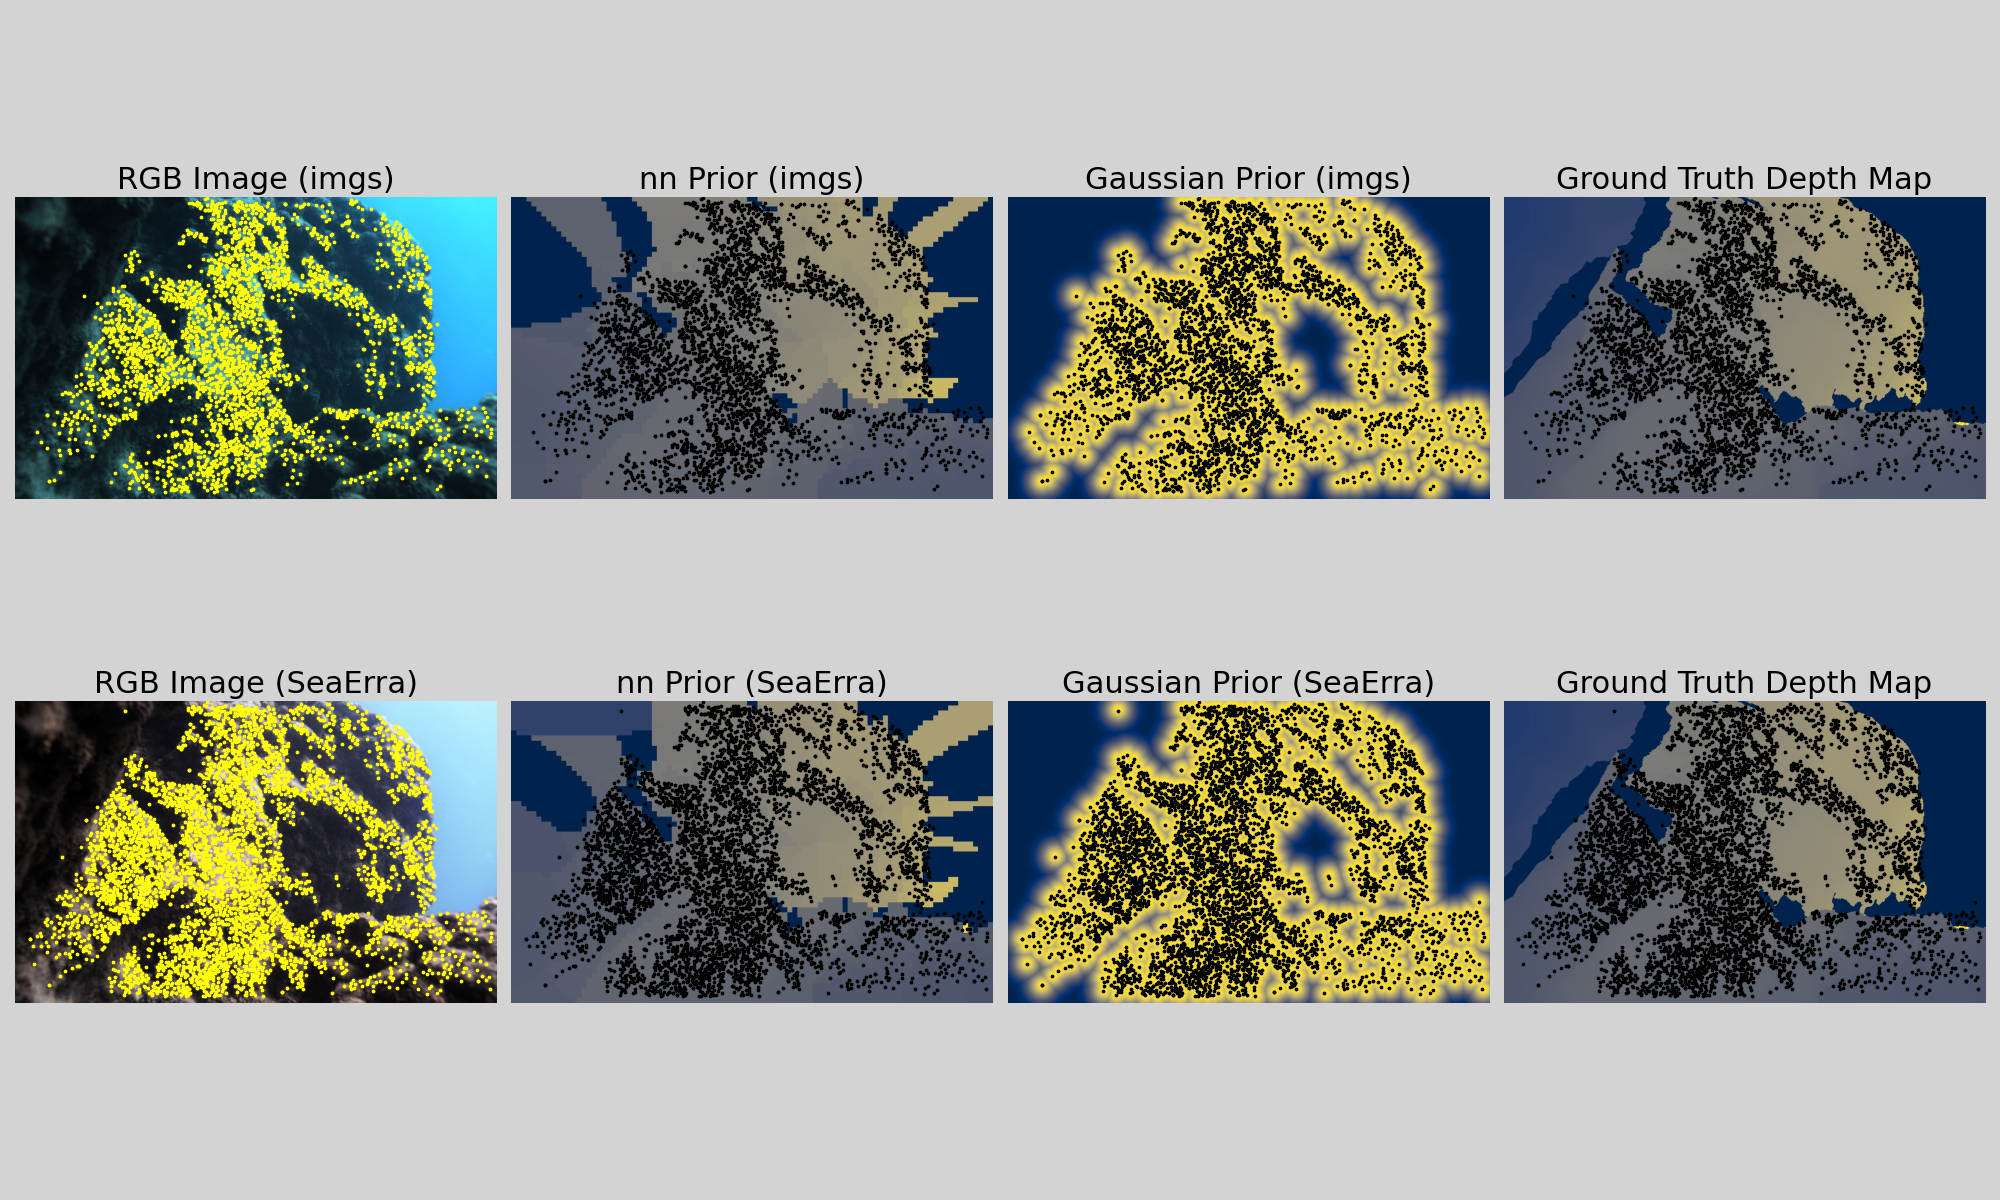 RGB Image (imgs)
nn Prior (imgs)
Gaussian Prior (imgs)
Ground Truth Depth Map
RGB Image (SeaErra)
nn Prior (SeaErra)
Gaussian Prior (SeaErra)
Ground Truth Depth Map